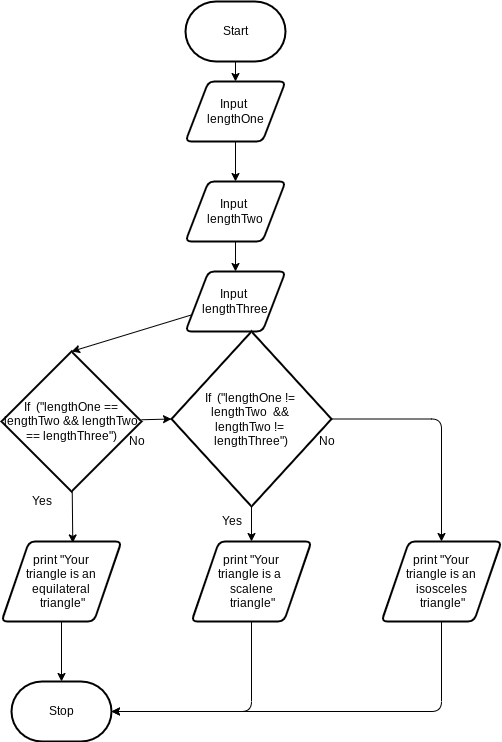 Start
Input
lengthOne
Input
lengthTwo
Input
lengthThree
If ("lengthOne ==
lengthTwo && lengthTwo
== lengthThree")
No
If ("lengthOne !=
lengthTwo &&
lengthTwo !=
lengthThree")
No
Yes
Yes
print "Your
triangle is an
equilateral
triangle"
print "Your
triangle is a
scalene
triangle"
print "Your
triangle is an
isosceles
triangle"
Stop